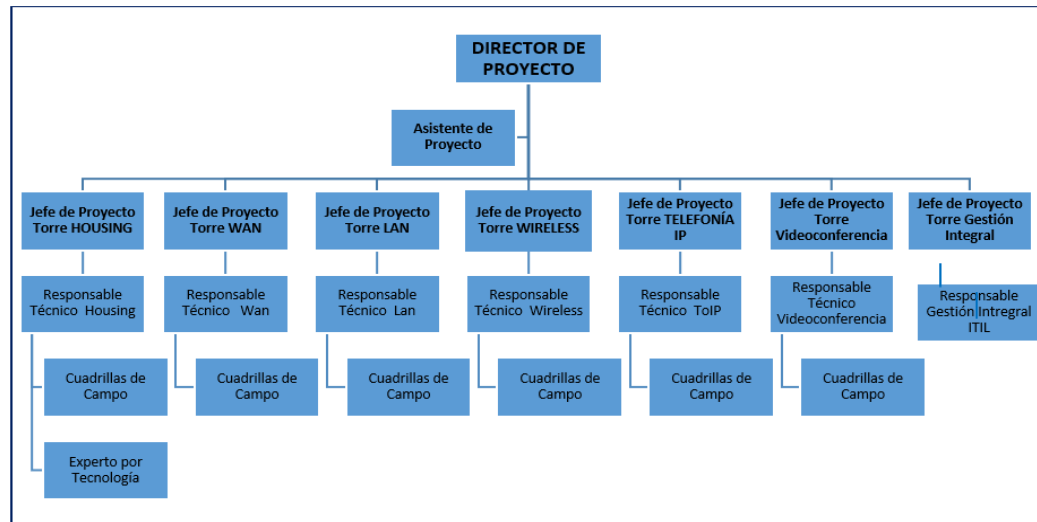 DIRECTOR DE
PROYECTO
Asistente de
Proyecto
Jefe de Proyecto
Torre HOUSING
Jefe de Proyecto
Torre WAN
Jefe de Proyecto
Torre LAN
Jefe de Proyecto
Torre WIRELESS
Jefe de Proyecto
Torre TELEFONÍA
IP
Jefe de Proyecto
Torre
Videoconferencia
Jefe de Proyecto
Torre Gestión
Integral
Responsable
Técnico Housing
Responsable
Técnico Wan
Responsable
Técnico Lan
Responsable
Técnico Wireless
Responsable
Técnico ToIP
Responsable
Técnico
Videoconferencia
Responsable
Gestión Intregral
ITIL
Cuadrillas de
Campo
Cuadrillas de
Campo
Cuadrillas de
Campo
Cuadrillas de
Campo
Cuadrillas de
Campo
Cuadrillas de
Campo
Experto por
Tecnología